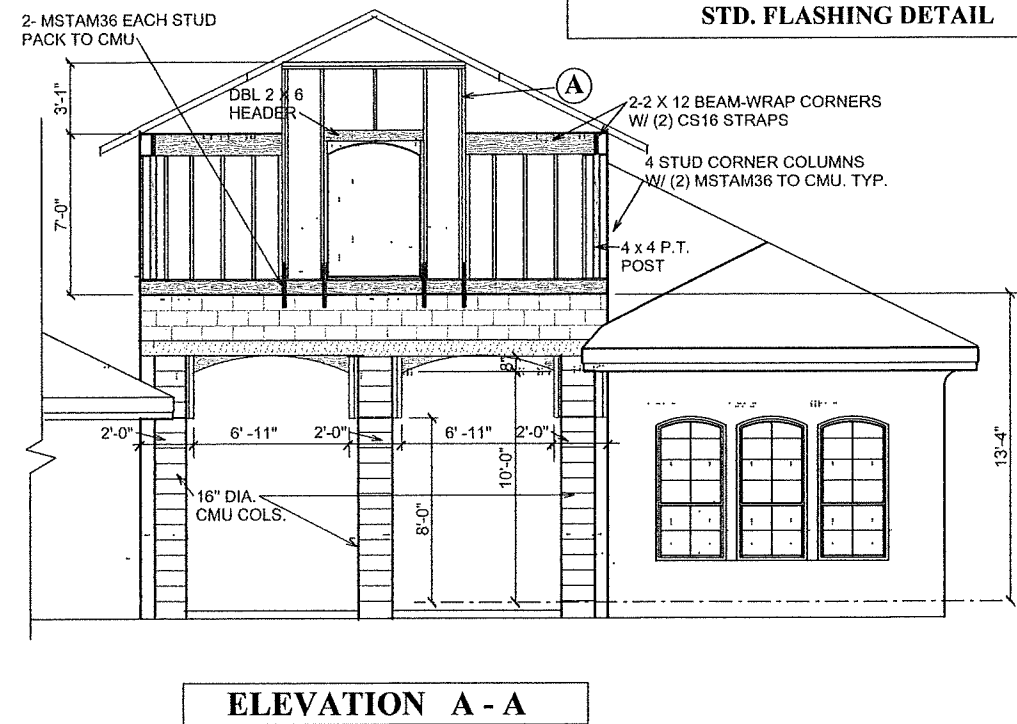 STD. FLASHING DETAIL
2- MSTAM36 EACH STUD
PACK TO CMU
3'-1"
DBL 2 X 6
HEADER
A
2-2 X 12 BEAM-WRAP CORNERS
W/ (2) CS16 STRAPS
4 STUD CORNER COLUMNS
W/ (2) MSTAM36 TO CMU. TYP.
7'-0"
4 x 4 P.T.
POST
8"
2'-0"
6' -11"
2'-0"
6' -11"
2'-0"
13'-4"
10'-0"
8'-0"
16" DIA.
CMU COLS.
ELEVATION A - A